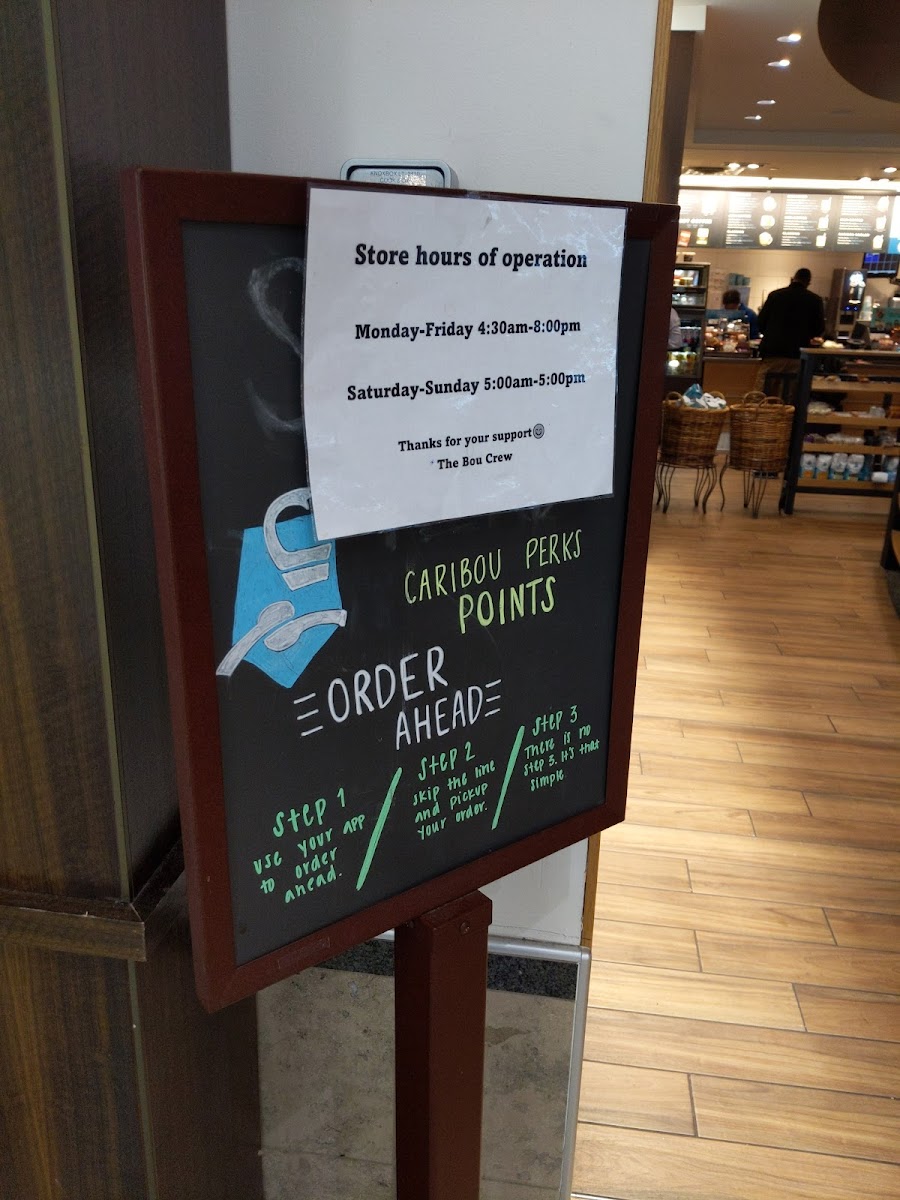 Store hours of operation
Monday-Friday 4:30am-8:00pm
Saturday-Sunday 5:00am-5:00pm
Thanks for your support☺
The Bou Crew
CARIBOU PERKS
POINTS
ORDER
AHEAD
Step 1
use your app
to order
ahead.
Step 2
skip the line
and pickup
your order.
Step 3
There is no
step 3. It's that
simple